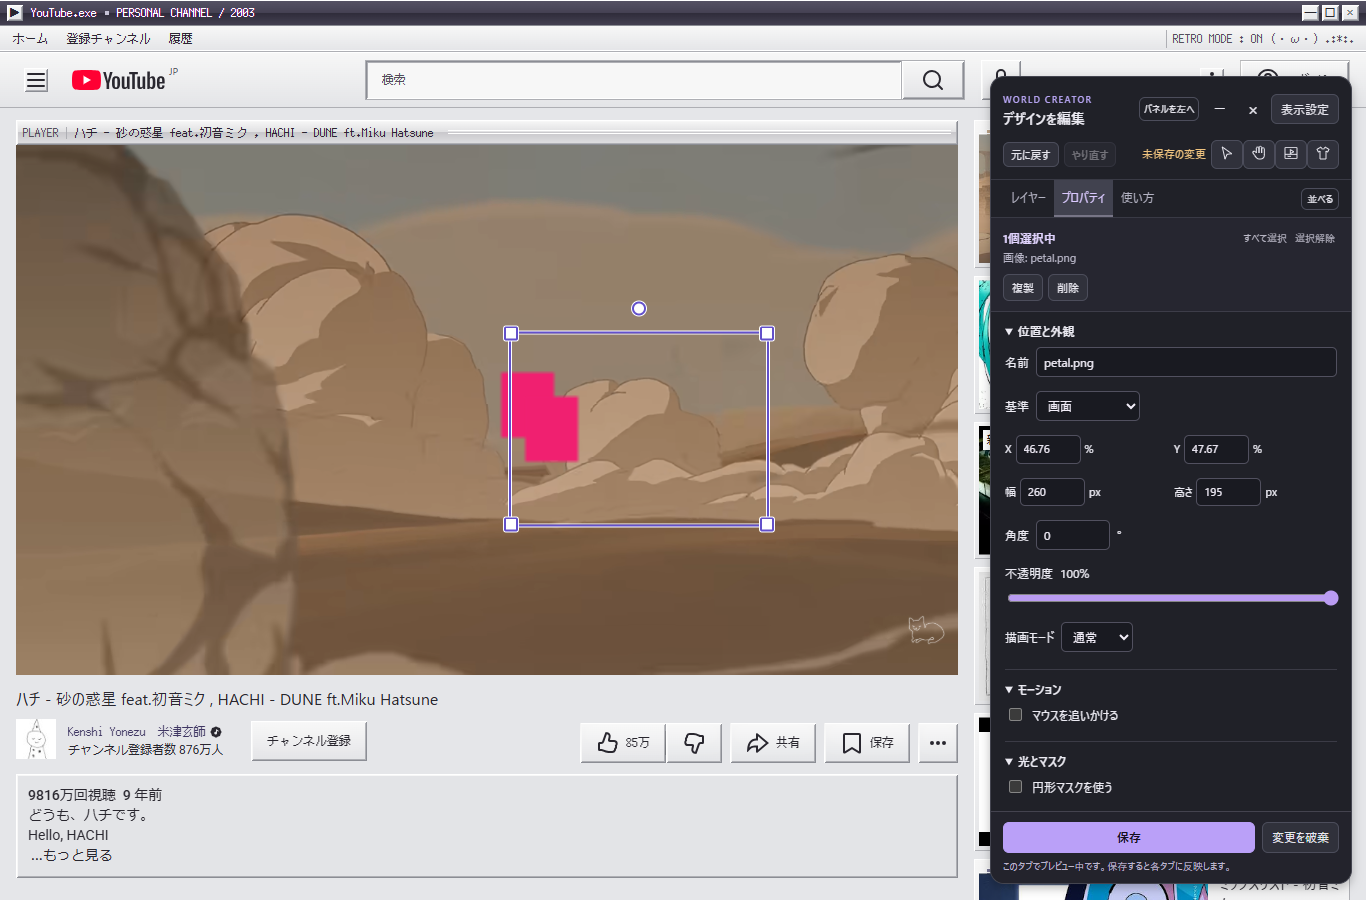 YouTube.exe ▪ PERSONAL CHANNEL / 2003
ホーム 登録チャンネル 履歴
RETRO MODE : ON (・ω・) .:*:.
YouTube JP
検索
PLAYER ハチ - 砂の惑星 feat.初音ミク , HACHI - DUNE ft.Miku Hatsune
ハチ - 砂の惑星 feat.初音ミク , HACHI - DUNE ft.Miku Hatsune
Kenshi Yonezu 米津玄師
チャンネル登録者数 876万人
チャンネル登録
85万
共有
保存
9816万回視聴 9 年前
どうも、ハチです。
Hello, HACHI
...もっと見る
WORLD CREATOR
デザインを編集
パネルを左へ
表示設定
元に戻す
やり直す
未保存の変更
レイヤー
プロパティ
使い方
並べる
1個選択中
すべて選択 選択解除
画像: petal.png
複製
削除
▼ 位置と外観
名前 petal.png
基準 画面
X 46.76 %
Y 47.67 %
幅 260 px
高さ 195 px
角度 0 °
不透明度 100%
描画モード 通常
▼ モーション
マウスを追いかける
▼ 光とマスク
円形マスクを使う
保存
変更を破棄
このタブでプレビュー中です。保存すると各タブに反映します。